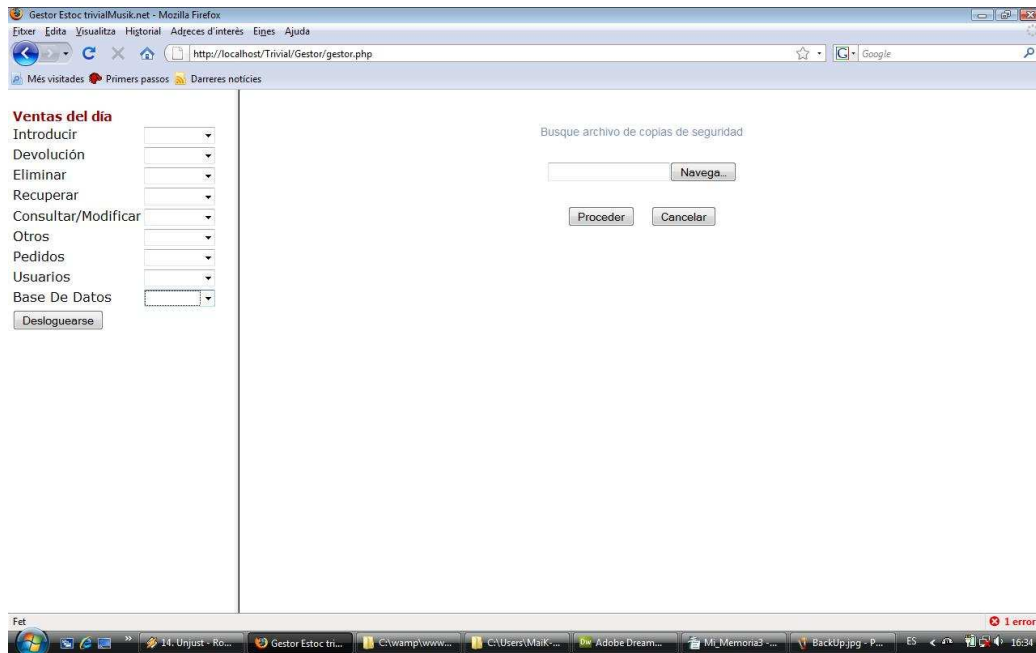 Gestor Estoc trivialMusik.net - Mozilla Firefox
Fitxer Edita Visualitza Historial Adreces d'interès Eines Ajuda
http://localhost/Trivial/Gestor/gestor.php
G Google
Més visitades Primers passos Darreres notícies
Ventas del día
Introducir
Devolución
Eliminar
Recuperar
Consultar/Modificar
Otros
Pedidos
Usuarios
Base De Datos
Desloguearse
Busque archivo de copias de seguridad
Navega...
Proceder Cancelar
Fet
1 error
14. Unjust - Ro... Gestor Estoc tri... C:\wamp\www... C:\Users\MaiK-... Dw Adobe Dream... Mi_Memoria3 -... BackUp.jpg - P... ES 16:34